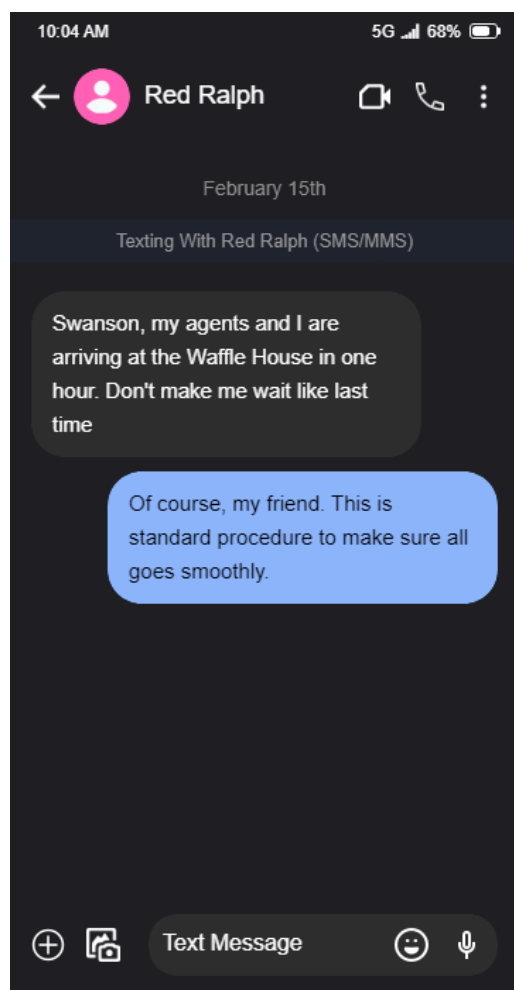 10:04 AM 5G 68%
Red Ralph
February 15th
Texting With Red Ralph (SMS/MMS)
Swanson, my agents and I are
arriving at the Waffle House in one
hour. Don't make me wait like last
time
Of course, my friend. This is
standard procedure to make sure all
goes smoothly.
Text Message